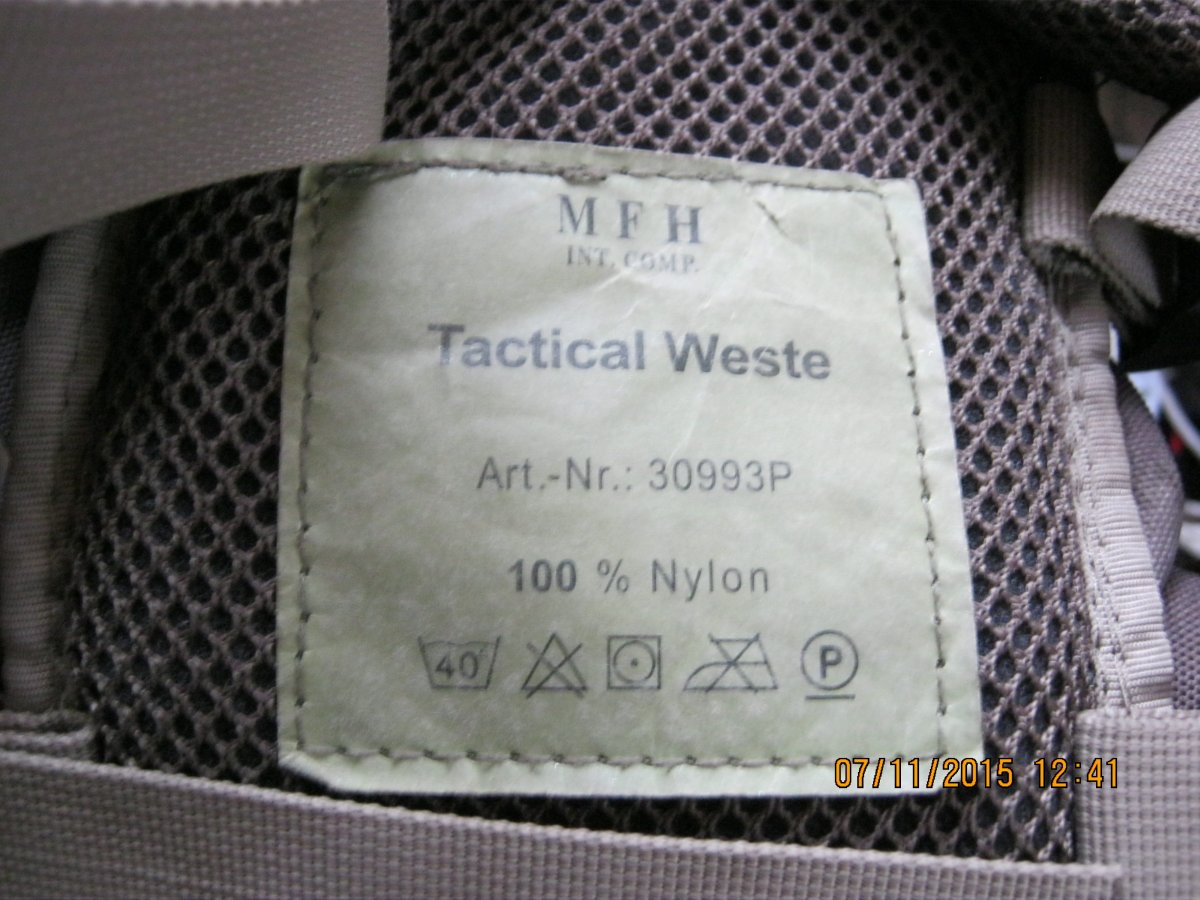 MFH
INT. COMP.
Tactical Weste
Art.-Nr.: 30993P
100 % Nylon
40
P
07/11/2015 12:41